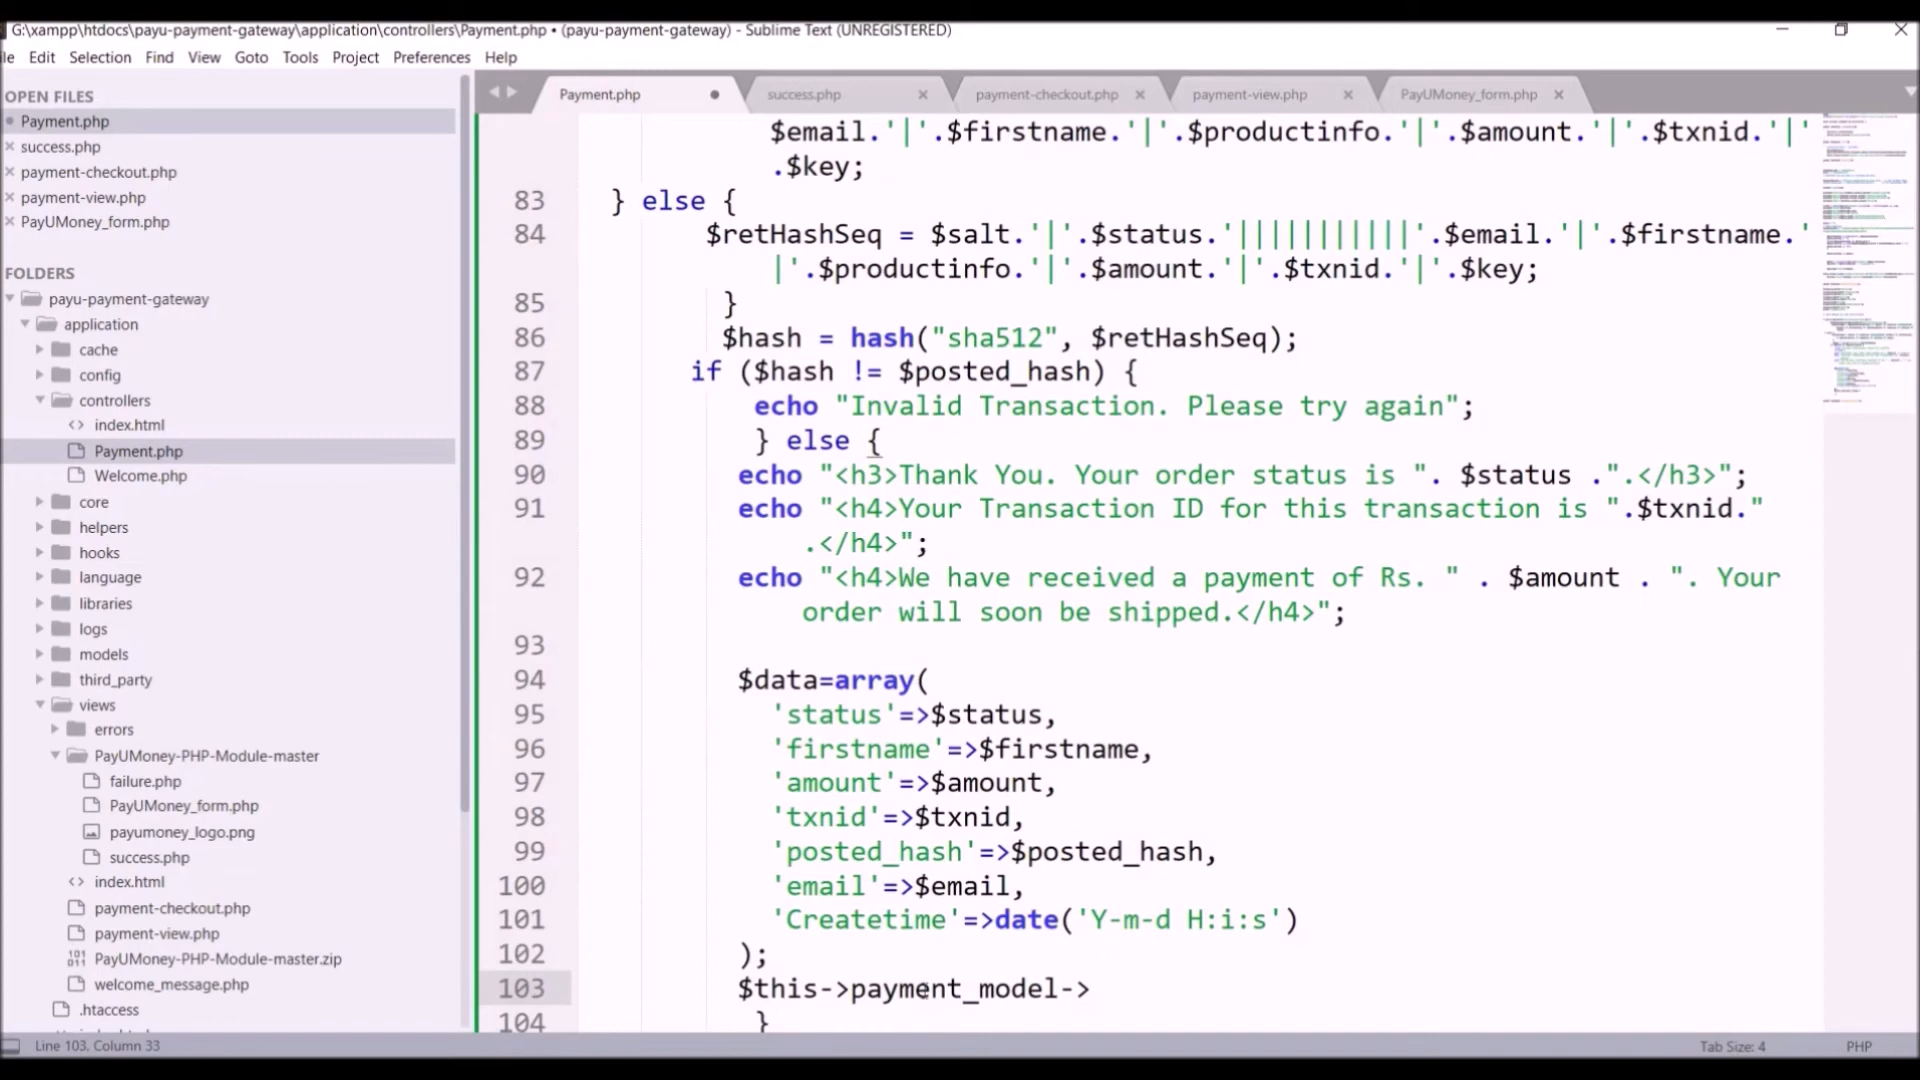 G:\xampp\htdocs\payu-payment-gateway\application\controllers\Payment.php • (payu-payment-gateway) - Sublime Text (UNREGISTERED)
le Edit Selection Find View Goto Tools Project Preferences Help
OPEN FILES
Payment.php
success.php
payment-checkout.php
payment-view.php
PayUMoney_form.php
FOLDERS
payu-payment-gateway
application
cache
config
controllers
index.html
Payment.php
Welcome.php
core
helpers
hooks
language
libraries
logs
models
third_party
views
errors
PayUMoney-PHP-Module-master
failure.php
PayUMoney_form.php
payumoney_logo.png
success.php
index.html
payment-checkout.php
payment-view.php
PayUMoney-PHP-Module-master.zip
welcome_message.php
.htaccess
Payment.php success.php payment-checkout.php payment-view.php PayUMoney_form.php
$email.'|'.$firstname.'|'.$productinfo.'|'.$amount.'|'.$txnid.'|'
.$key;
83 } else {
84 $retHashSeq = $salt.'|'.$status.'|||||||||||'.$email.'|'.$firstname.'
|'.$productinfo.'|'.$amount.'|'.$txnid.'|'.$key;
85 }
86 $hash = hash("sha512", $retHashSeq);
87 if ($hash != $posted_hash) {
88 echo "Invalid Transaction. Please try again";
89 } else {
90 echo "<h3>Thank You. Your order status is ". $status .".</h3>";
91 echo "<h4>Your Transaction ID for this transaction is ".$txnid."
.</h4>";
92 echo "<h4>We have received a payment of Rs. " . $amount . ". Your
order will soon be shipped.</h4>";
93
94 $data=array(
95 'status'=>$status,
96 'firstname'=>$firstname,
97 'amount'=>$amount,
98 'txnid'=>$txnid,
99 'posted_hash'=>$posted_hash,
100 'email'=>$email,
101 'Createtime'=>date('Y-m-d H:i:s')
102 );
103 $this->payment_model->
104 }
Line 103, Column 33 Tab Size: 4 PHP